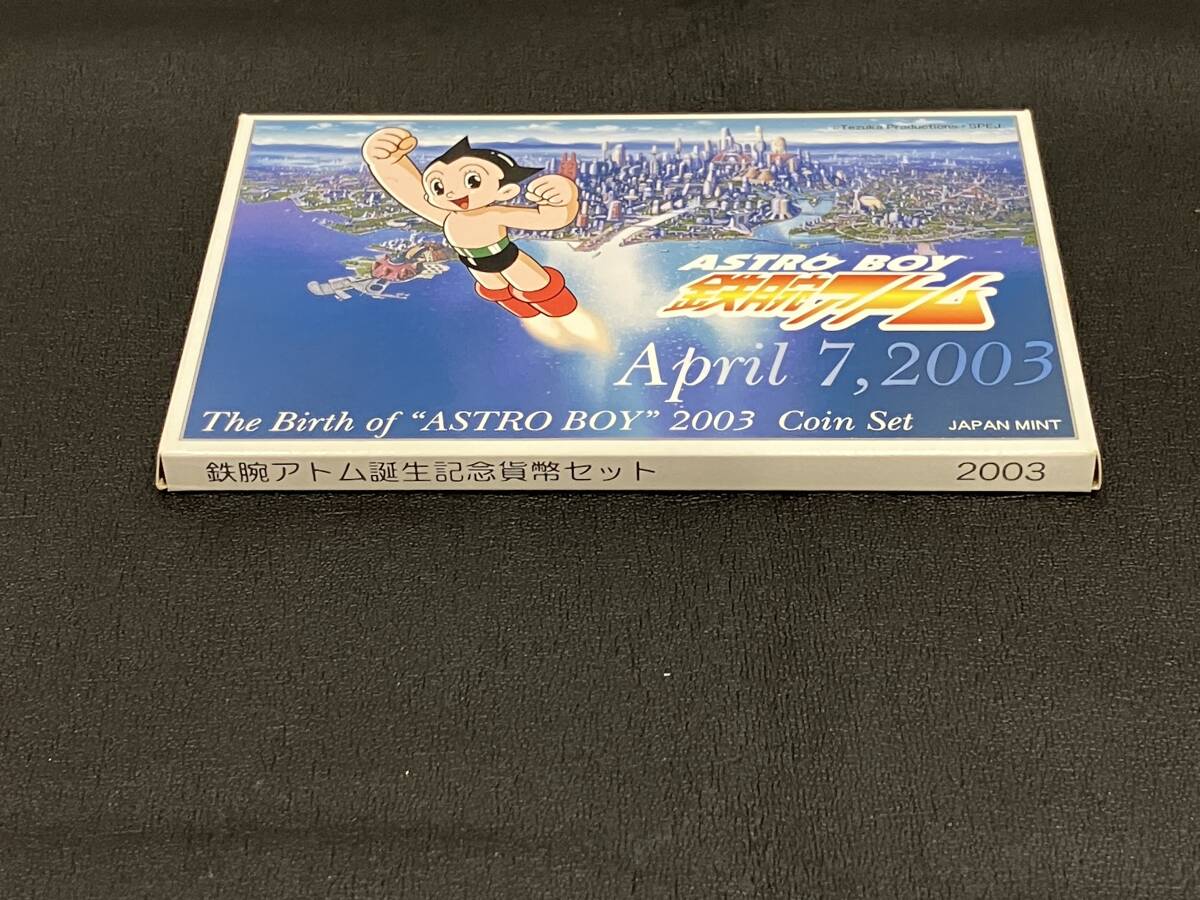 ©Tezuka Productions・SPEJ
ASTRO BOY
鉄腕アトム
April 7, 2003
The Birth of “ASTRO BOY” 2003 Coin Set
JAPAN MINT
鉄腕アトム誕生記念貨幣セット 2003